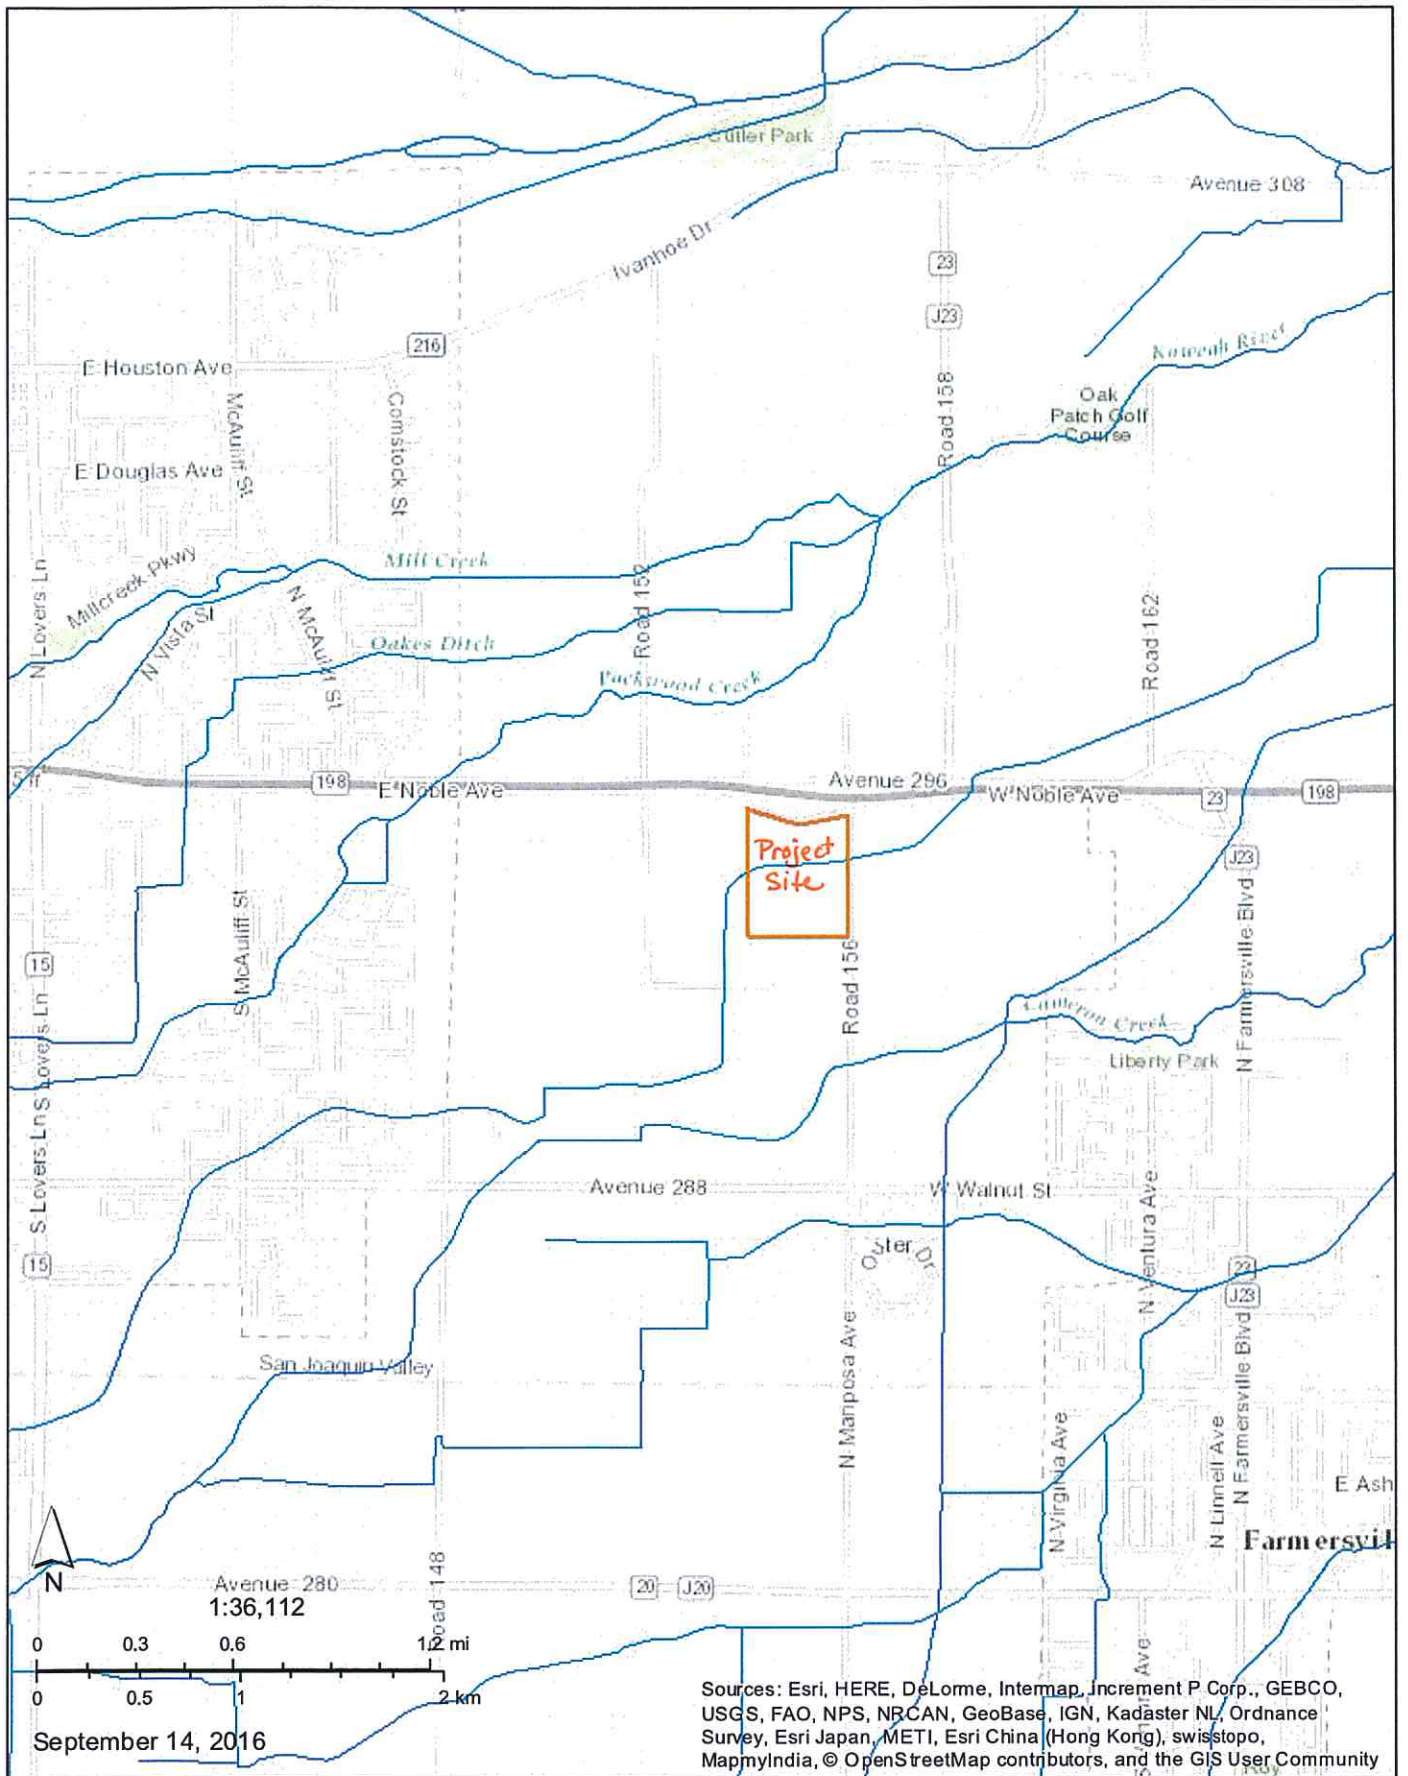 Cutler Park
Avenue 308
Ivanhoe Dr
23
J23
216
Kaweah River
E Houston Ave
Road 158
Oak
Patch Golf
Course
McAuliff St
Comstock St
E Douglas Ave
Mill Creek
Millcreek Pkwy
N Lovers Ln
Road 152
N Vista St
N McAuliff St
Oakes Ditch
Road 162
Packwood Creek
198
E Noble Ave
Avenue 296
W Noble Ave
23
198
Project
Site
J23
S McAuliff St
N Farmersville Blvd
15
Road 156
S Lovers Ln
Cameron Creek
Liberty Park
S Lovers Ln
Avenue 288
W Walnut St
N Ventura Ave
Dr
15
23
J23
San Joaquin Valley
N Mariposa Ave
N Virginia Ave
N Linnell Ave
N Farmersville Blvd
E Ash
Farmersvil
N
Avenue 280
1:36,112
20
J20
Road 148
0 0.3 0.6 1.2 mi
0 0.5 1 2 km
Ave
September 14, 2016
Sources: Esri, HERE, DeLorme, Intermap, Increment P Corp., GEBCO,
USGS, FAO, NPS, NRCAN, GeoBase, IGN, Kadaster NL, Ordnance
Survey, Esri Japan, METI, Esri China (Hong Kong), swisstopo,
MapmyIndia, © OpenStreetMap contributors, and the GIS User Community